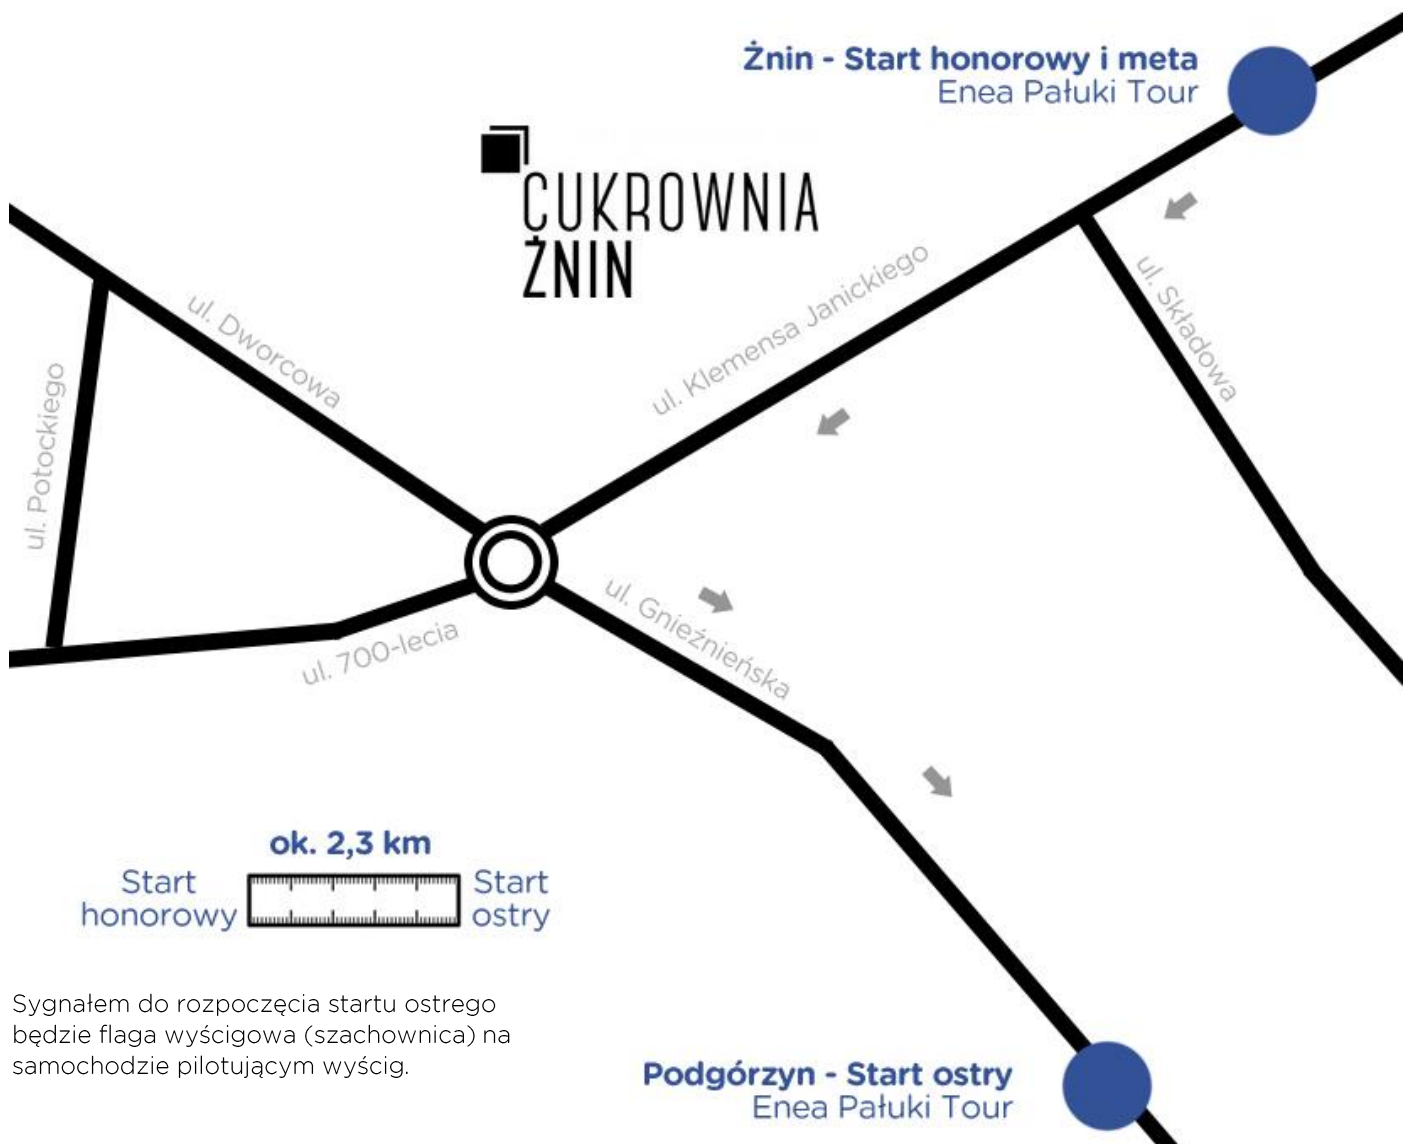 Żnin - Start honorowy i meta
Enea Pałuki Tour
CUKROWNIA
ŻNIN
ul. Dworcowa
ul. Klemensa Janickiego
ul. Składowa
ul. Potockiego
ul. Gnieźnieńska
ul. 700-lecia
ok. 2,3 km
Start
honorowy
Start
ostry
Sygnałem do rozpoczęcia startu ostrego
będzie flaga wyścigowa (szachownica) na
samochodzie pilotującym wyścig.
Podgórzyn - Start ostry
Enea Pałuki Tour